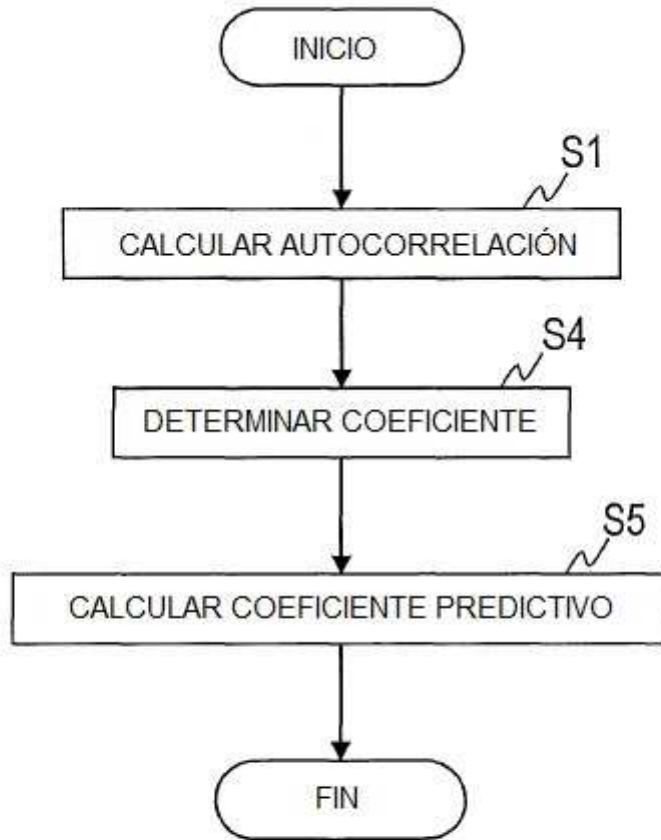 INICIO
S1
CALCULAR AUTOCORRELACIÓN
S4
DETERMINAR COEFICIENTE
S5
CALCULAR COEFICIENTE PREDICTIVO
FIN